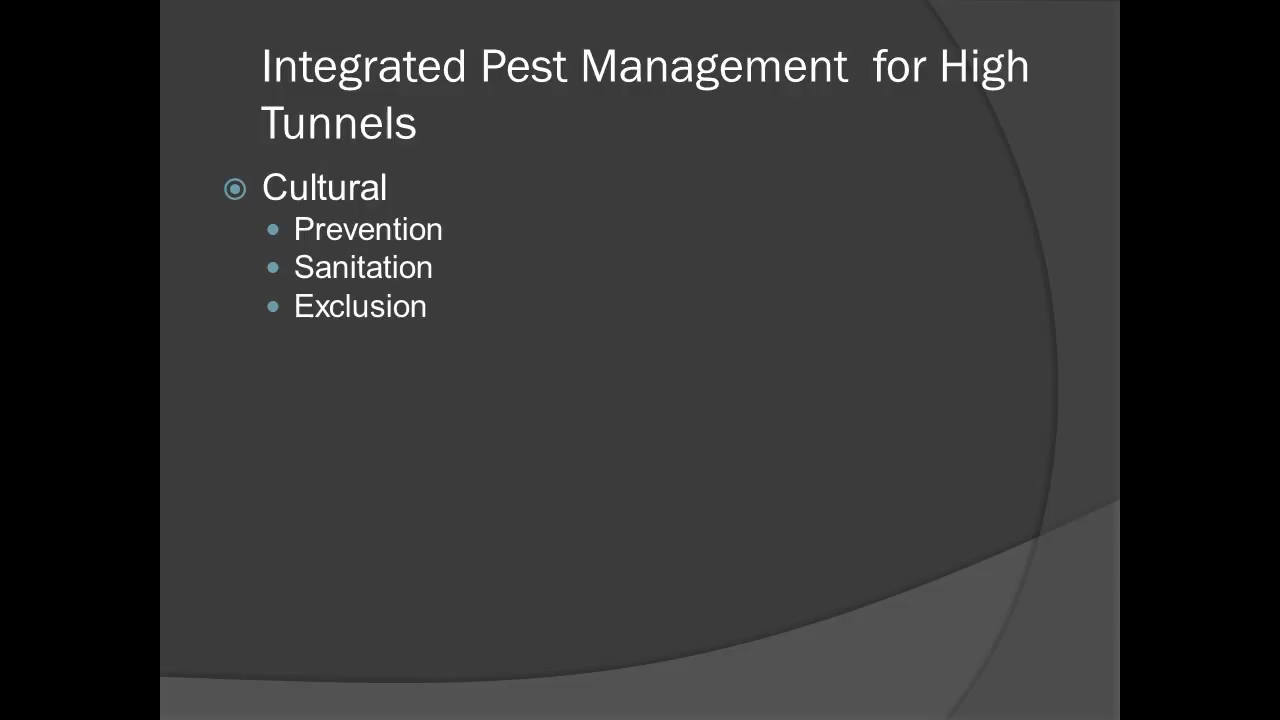 Integrated Pest Management  for High
Tunnels
Cultural
Prevention
Sanitation
Exclusion